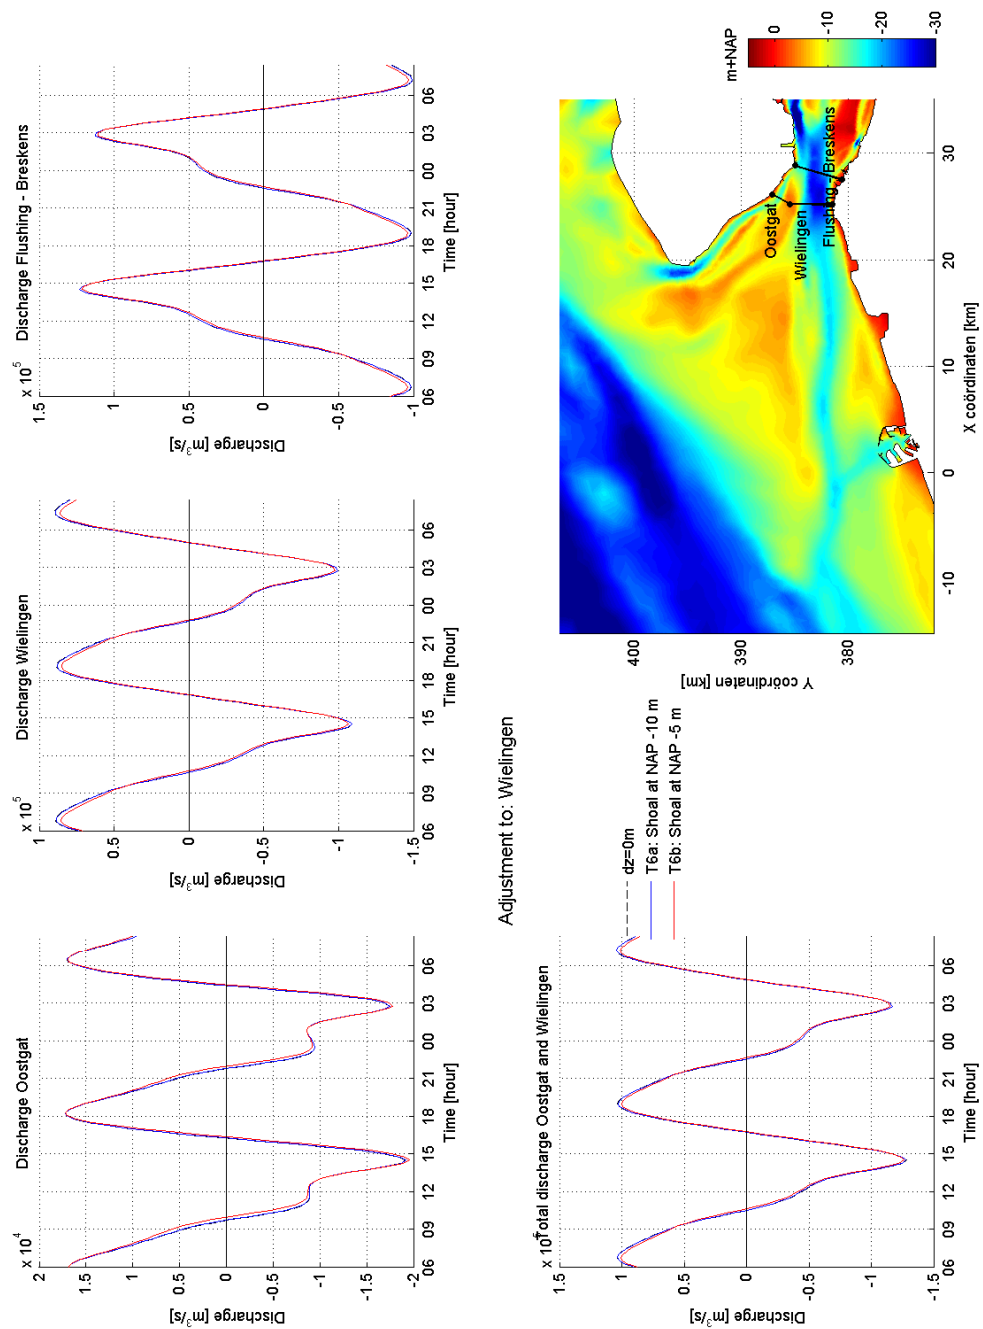 Discharge Oostgat
x 10^4
2
1.5
1
0.5
0
-0.5
-1
-1.5
-2
Discharge [m^3/s]
06 09 12 15 18 21 00 03 06
Time [hour]
Discharge Wielingen
x 10^5
1
0.5
0
-0.5
-1
-1.5
Discharge [m^3/s]
06 09 12 15 18 21 00 03 06
Time [hour]
Discharge Flushing - Breskens
x 10^5
1.5
1
0.5
0
-0.5
-1
Discharge [m^3/s]
06 09 12 15 18 21 00 03 06
Time [hour]
Total discharge Oostgat and Wielingen
1.5
1
0.5
0
-0.5
-1
-1.5
Discharge [m^3/s]
06 09 12 15 18 21 00 03 06
Time [hour]
Adjustment to: Wielingen
dz=0m
T6a: Shoal at NAP -10 m
T6b: Shoal at NAP -5 m
Oostgat
Wielingen
Flushing - Breskens
400
390
380
Y coördinaten [km]
-10 0 10 20 30
X coördinaten [km]
m+NAP
0
-10
-20
-30